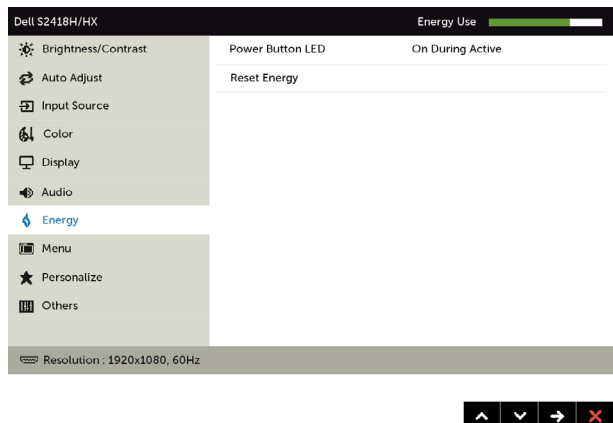 Dell S2418H/HX Energy Use
Brightness/Contrast Power Button LED On During Active
Auto Adjust Reset Energy
Input Source
Color
Display
Audio
Energy
Menu
Personalize
Others
Resolution : 1920x1080, 60Hz